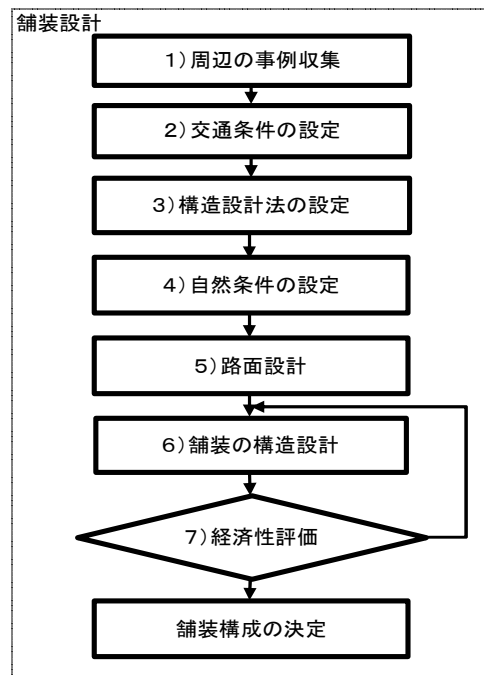 舗装設計
1)周辺の事例収集
2)交通条件の設定
3)構造設計法の設定
4)自然条件の設定
5)路面設計
6)舗装の構造設計
7)経済性評価
舗装構成の決定